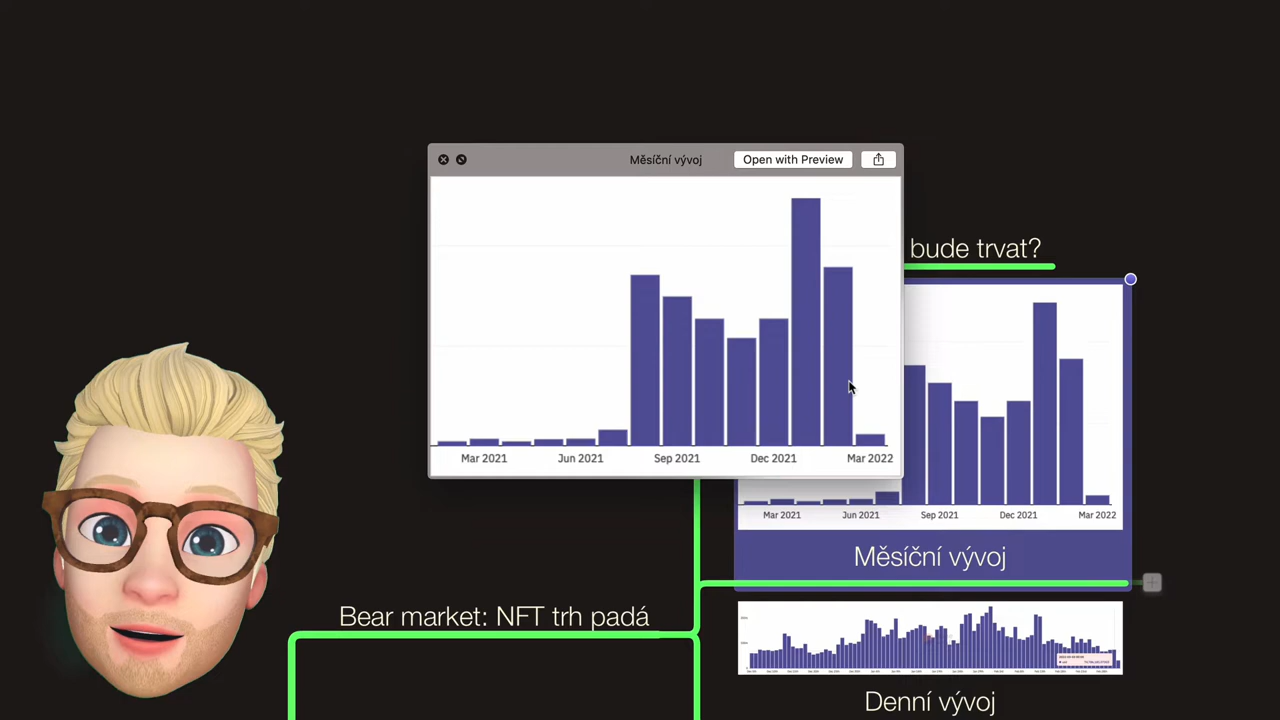 Měsíční vývoj
Open with Preview
Mar 2021 Jun 2021 Sep 2021 Dec 2021 Mar 2022
bude trvat?
Mar 2021 Jun 2021 Sep 2021 Dec 2021 Mar 2022
Měsíční vývoj
Bear market: NFT trh padá
Denní vývoj